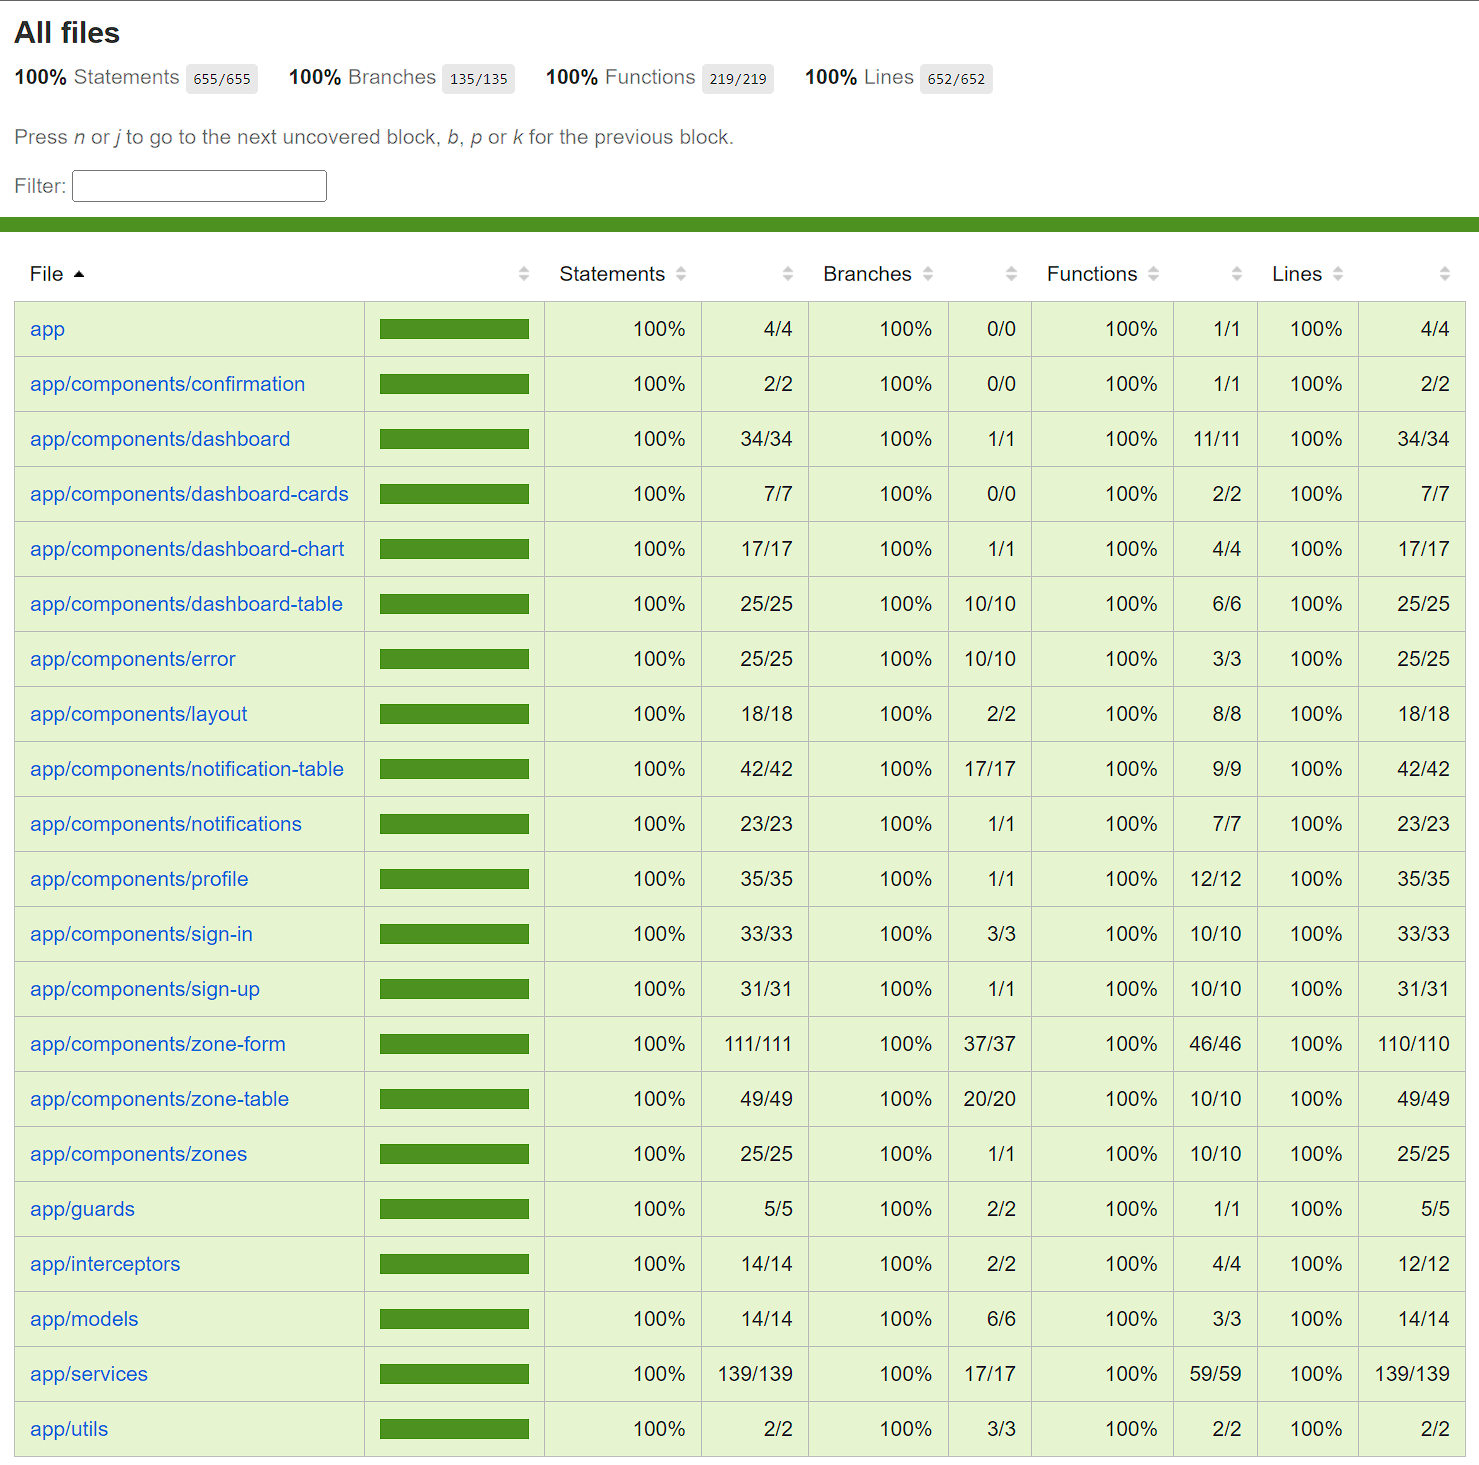 All files
100% Statements 655/655 100% Branches 135/135 100% Functions 219/219 100% Lines 652/652
Press n or j to go to the next uncovered block, b, p or k for the previous block.
Filter:
File Statements Branches Functions Lines
app 100% 4/4 100% 0/0 100% 1/1 100% 4/4
app/components/confirmation 100% 2/2 100% 0/0 100% 1/1 100% 2/2
app/components/dashboard 100% 34/34 100% 1/1 100% 11/11 100% 34/34
app/components/dashboard-cards 100% 7/7 100% 0/0 100% 2/2 100% 7/7
app/components/dashboard-chart 100% 17/17 100% 1/1 100% 4/4 100% 17/17
app/components/dashboard-table 100% 25/25 100% 10/10 100% 6/6 100% 25/25
app/components/error 100% 25/25 100% 10/10 100% 3/3 100% 25/25
app/components/layout 100% 18/18 100% 2/2 100% 8/8 100% 18/18
app/components/notification-table 100% 42/42 100% 17/17 100% 9/9 100% 42/42
app/components/notifications 100% 23/23 100% 1/1 100% 7/7 100% 23/23
app/components/profile 100% 35/35 100% 1/1 100% 12/12 100% 35/35
app/components/sign-in 100% 33/33 100% 3/3 100% 10/10 100% 33/33
app/components/sign-up 100% 31/31 100% 1/1 100% 10/10 100% 31/31
app/components/zone-form 100% 111/111 100% 37/37 100% 46/46 100% 110/110
app/components/zone-table 100% 49/49 100% 20/20 100% 10/10 100% 49/49
app/components/zones 100% 25/25 100% 1/1 100% 10/10 100% 25/25
app/guards 100% 5/5 100% 2/2 100% 1/1 100% 5/5
app/interceptors 100% 14/14 100% 2/2 100% 4/4 100% 12/12
app/models 100% 14/14 100% 6/6 100% 3/3 100% 14/14
app/services 100% 139/139 100% 17/17 100% 59/59 100% 139/139
app/utils 100% 2/2 100% 3/3 100% 2/2 100% 2/2